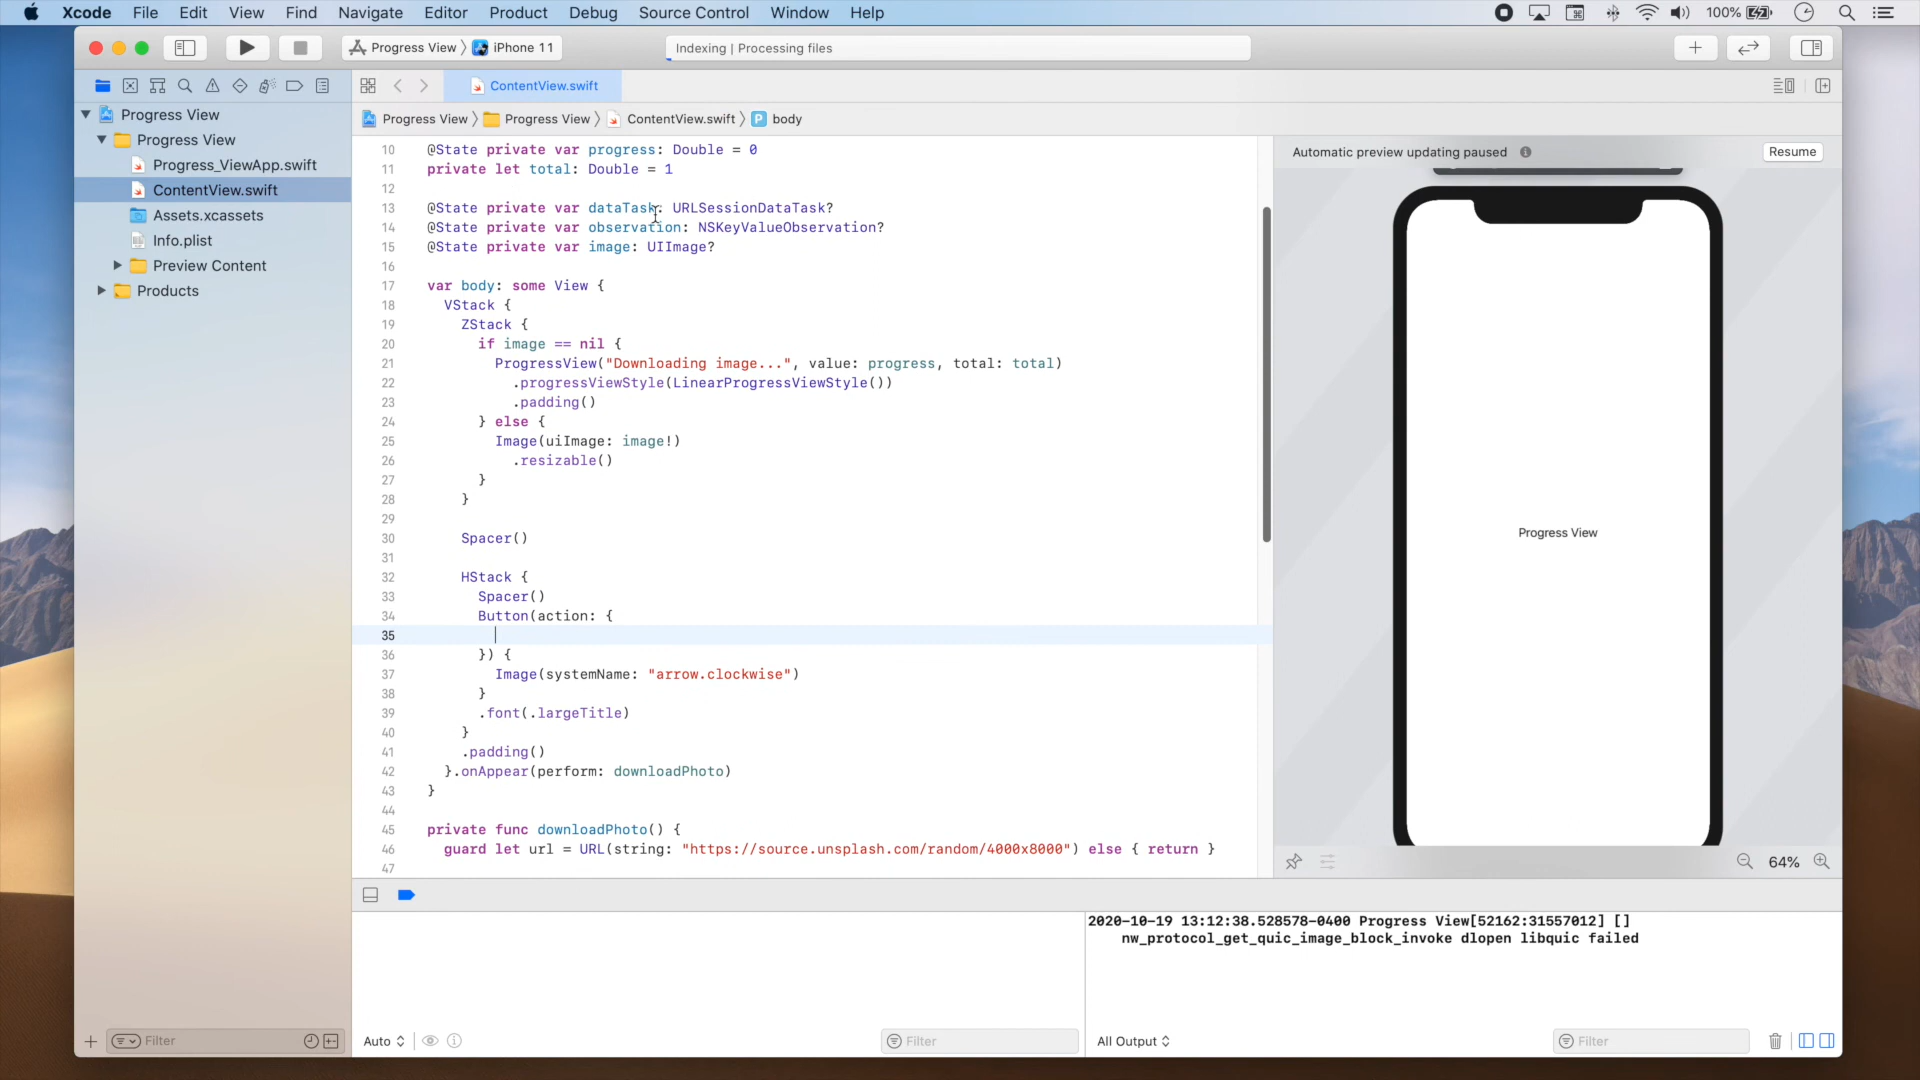 Xcode File Edit View Find Navigate Editor Product Debug Source Control Window Help 100%
Progress View iPhone 11
Indexing | Processing files
ContentView.swift
Progress View Progress View ContentView.swift P body
Progress View
Progress View
Progress_ViewApp.swift
ContentView.swift
Assets.xcassets
Info.plist
Preview Content
Products
10 @State private var progress: Double = 0
11 private let total: Double = 1
12
13 @State private var dataTask: URLSessionDataTask?
14 @State private var observation: NSKeyValueObservation?
15 @State private var image: UIImage?
16
17 var body: some View {
18 VStack {
19 ZStack {
20 if image == nil {
21 ProgressView("Downloading image...", value: progress, total: total)
22 .progressViewStyle(LinearProgressViewStyle())
23 .padding()
24 } else {
25 Image(uiImage: image!)
26 .resizable()
27 }
28 }
29
30 Spacer()
31
32 HStack {
33 Spacer()
34 Button(action: {
35
36 }) {
37 Image(systemName: "arrow.clockwise")
38 }
39 .font(.largeTitle)
40 }
41 .padding()
42 }.onAppear(perform: downloadPhoto)
43 }
44
45 private func downloadPhoto() {
46 guard let url = URL(string: "https://source.unsplash.com/random/4000x8000") else { return }
47
Automatic preview updating paused
Resume
Progress View
64%
2020-10-19 13:12:38.528578-0400 Progress View[52162:31557012] []
nw_protocol_get_quic_image_block_invoke dlopen libquic failed
Filter
Auto
Filter
All Output
Filter